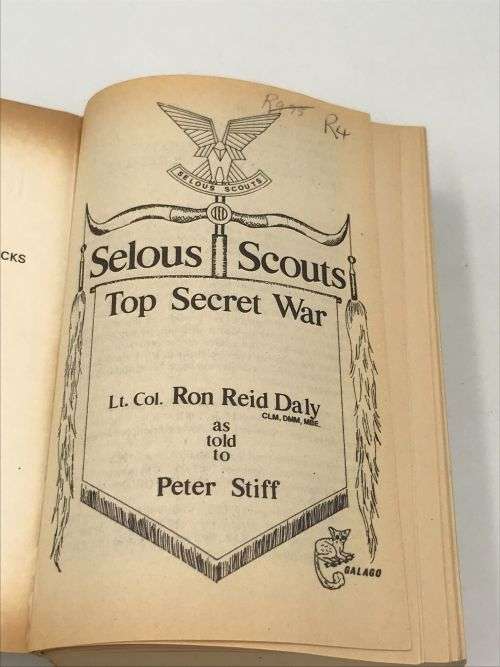 R9.95
R4
CKS
SELOUS SCOUTS
Selous Scouts
Top Secret War
Lt. Col. Ron Reid Daly
CLM, DMM, MBE.
as
told
to
Peter Stiff
GALAGO